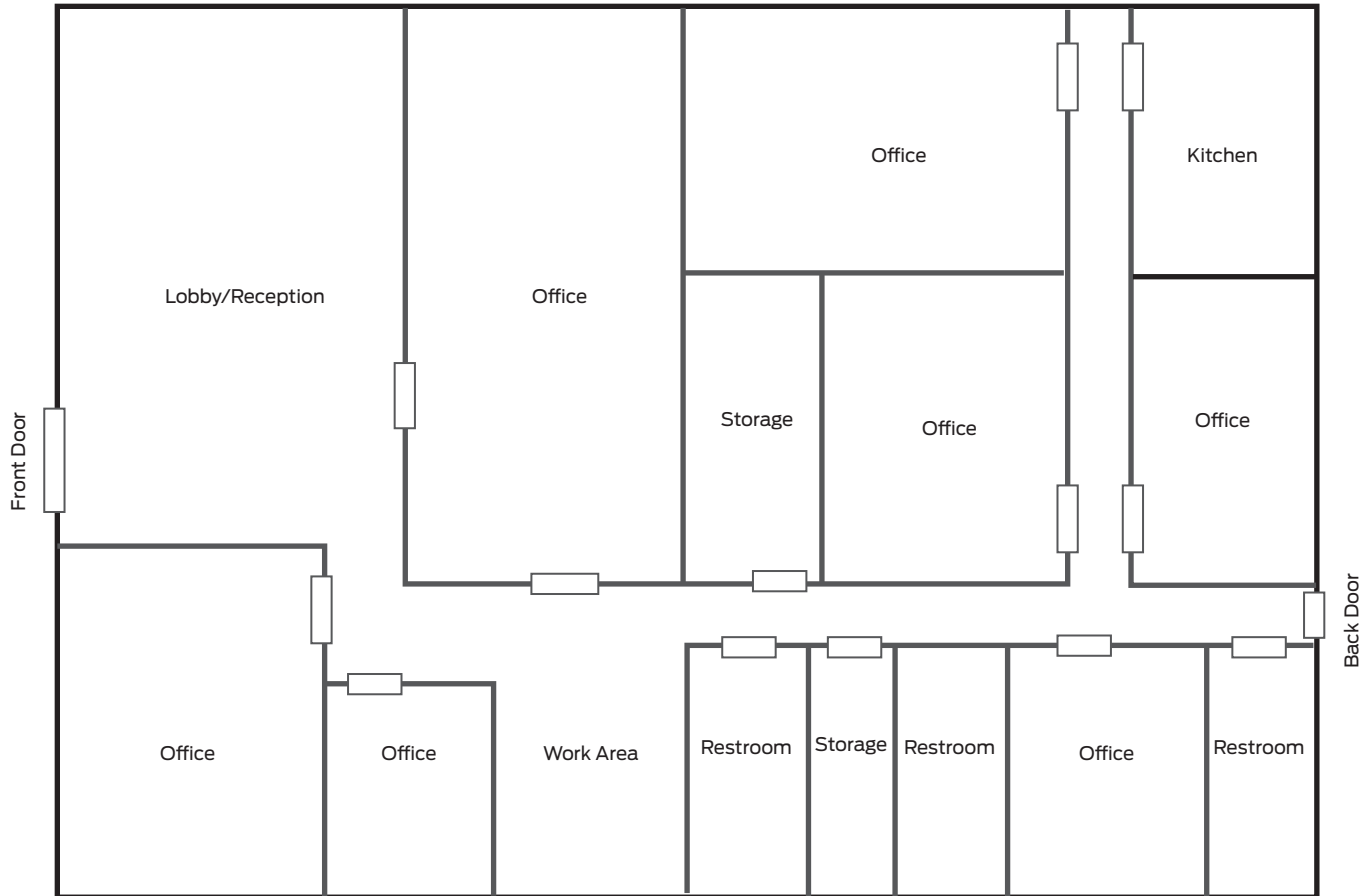 Office
Kitchen
Lobby/Reception
Office
Storage
Office
Office
Front Door
Back Door
Office
Office
Work Area
Restroom
Storage
Restroom
Office
Restroom